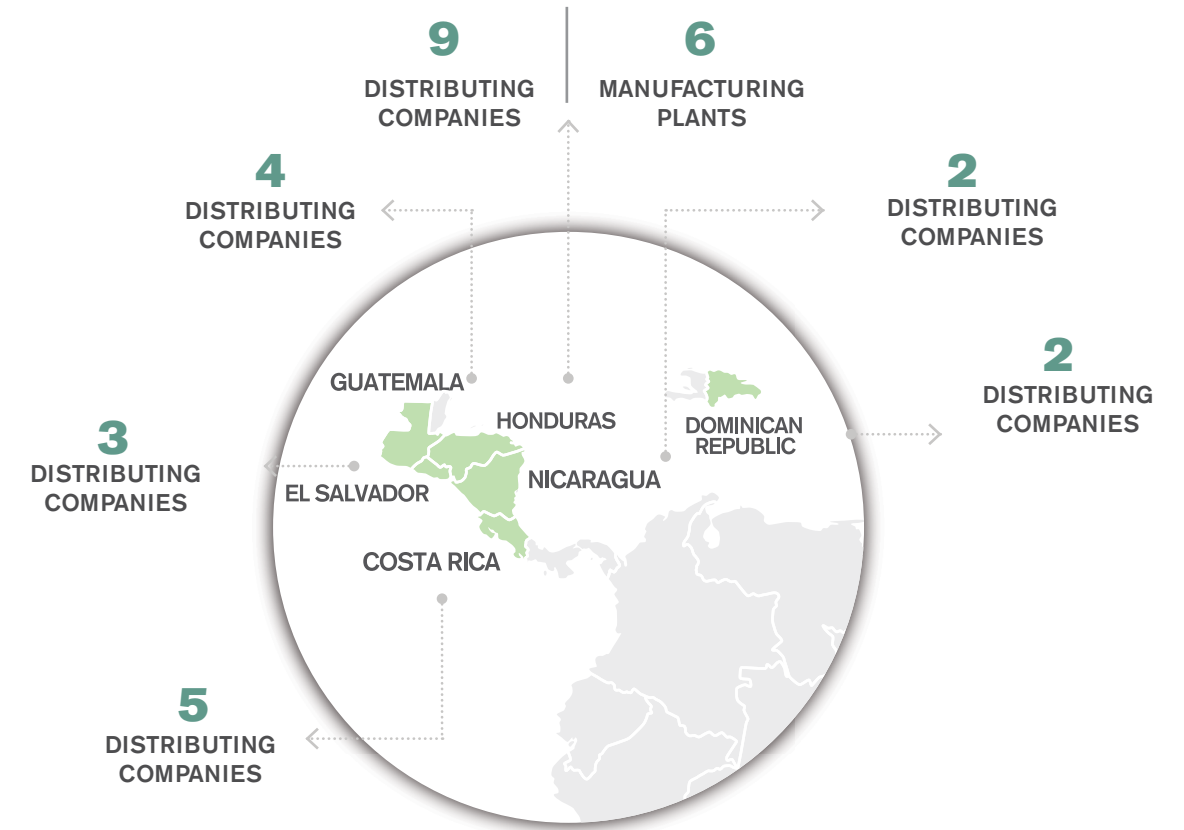 9
DISTRIBUTING
COMPANIES
6
MANUFACTURING
PLANTS
4
DISTRIBUTING
COMPANIES
2
DISTRIBUTING
COMPANIES
2
DISTRIBUTING
COMPANIES
3
DISTRIBUTING
COMPANIES
5
DISTRIBUTING
COMPANIES
GUATEMALA
HONDURAS
DOMINICAN
REPUBLIC
NICARAGUA
EL SALVADOR
COSTA RICA